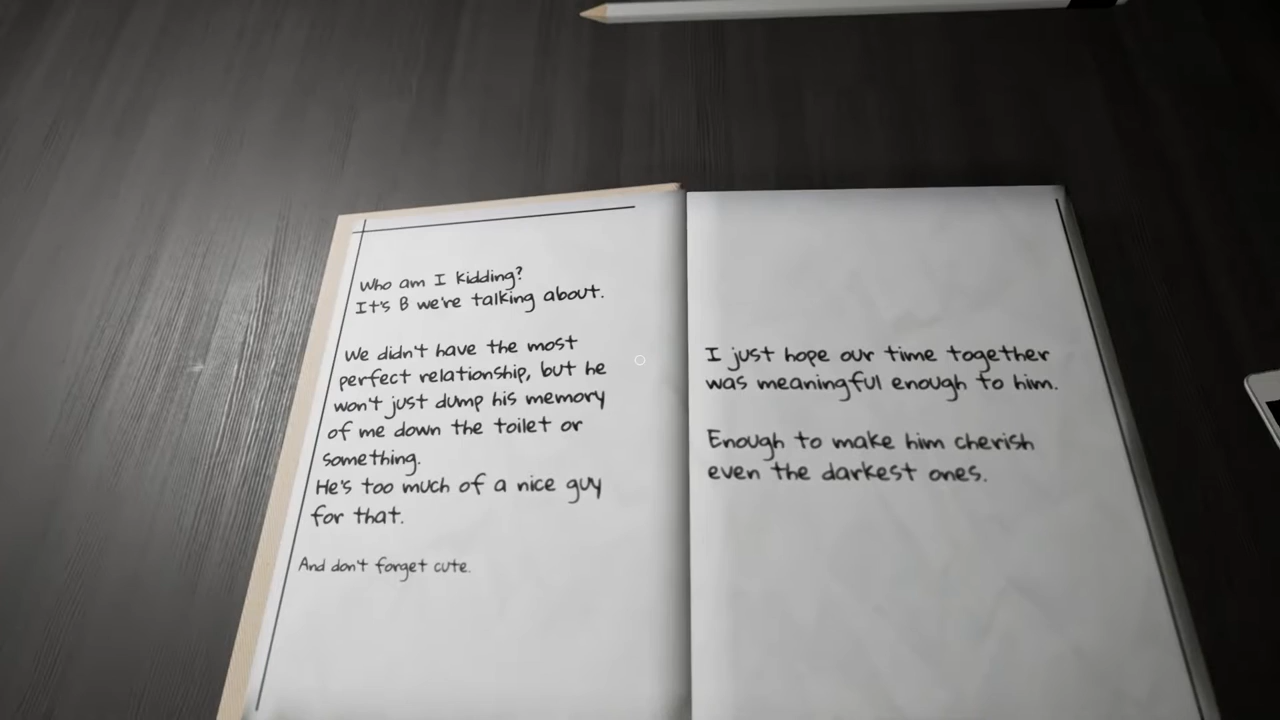 Who am I kidding?
It's B we're talking about.
We didn't have the most
perfect relationship, but he
won't just dump his memory
of me down the toilet or
something.
He's too much of a nice guy
for that.
And don't forget cute.
I just hope our time together
was meaningful enough to him.
Enough to make him cherish
even the darkest ones.